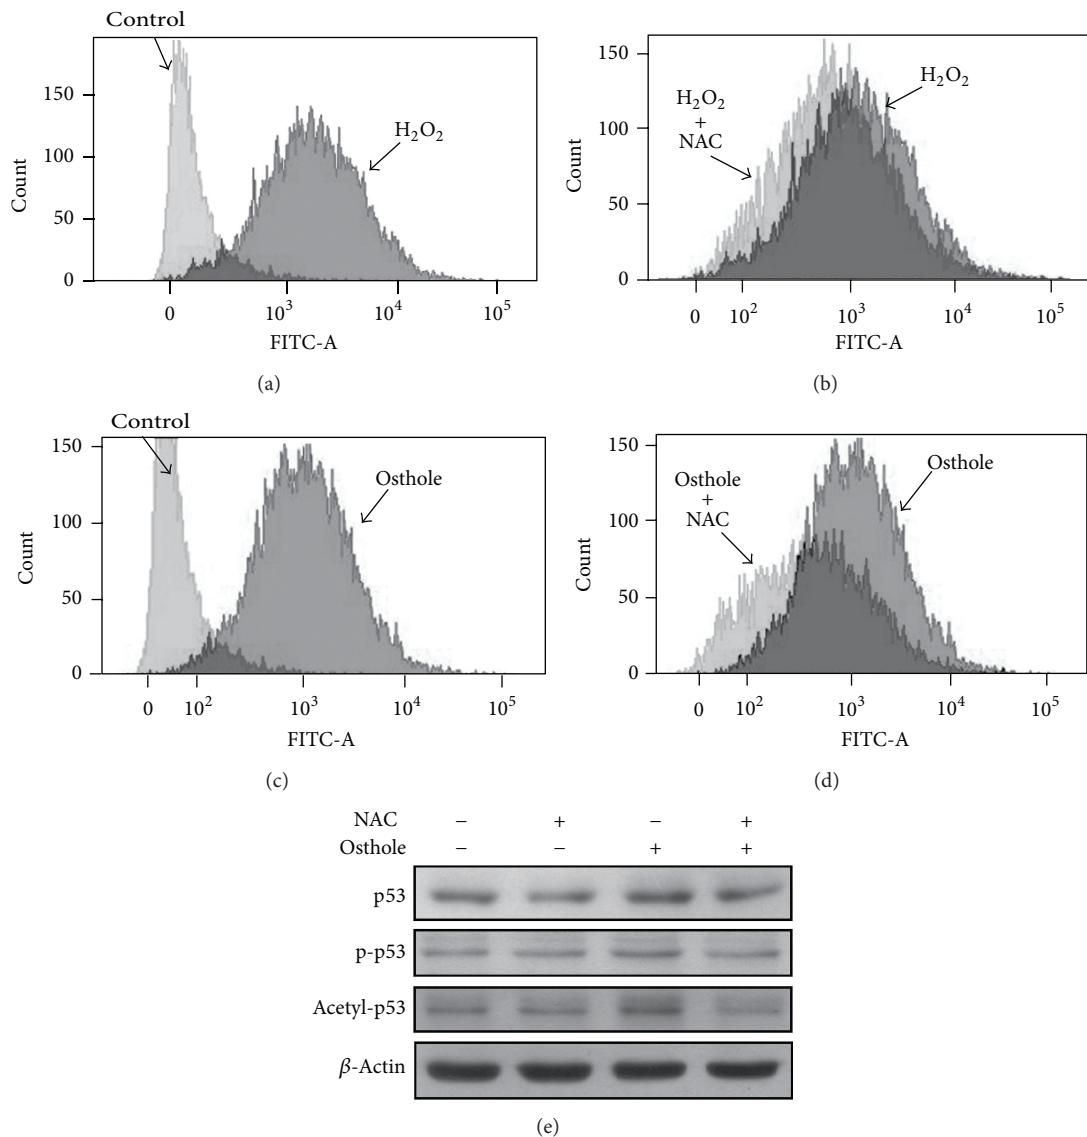 Control
H₂O₂
150
100
50
0
Count
0 10³ 10⁴ 10⁵
FITC-A
(a)
H₂O₂
+
NAC
H₂O₂
150
100
50
0
Count
0 10² 10³ 10⁴ 10⁵
FITC-A
(b)
Control
Osthole
150
100
50
0
Count
0 10² 10³ 10⁴ 10⁵
FITC-A
(c)
Osthole
+
NAC
Osthole
150
100
50
0
Count
0 10² 10³ 10⁴ 10⁵
FITC-A
(d)
NAC − + − +
Osthole − − + +
p53
p-p53
Acetyl-p53
β-Actin
(e)